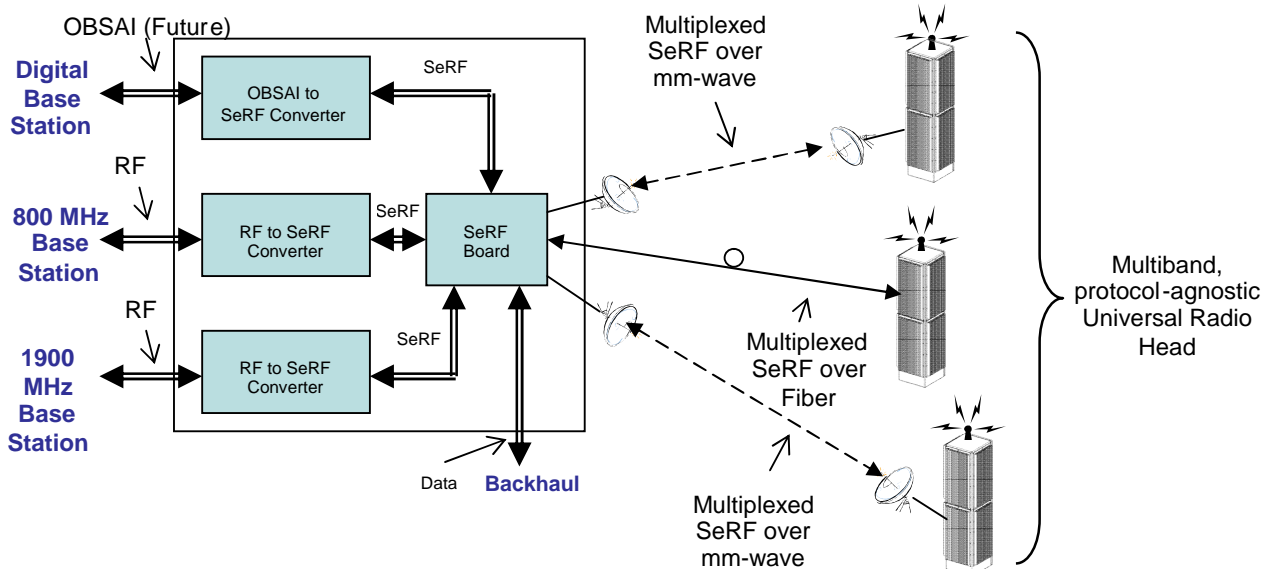 OBSAI (Future)
Digital
Base
Station
OBSAI to
SeRF Converter
SeRF
RF
800 MHz
Base
Station
RF to SeRF
Converter
SeRF
SeRF
Board
RF
1900
MHz
Base
Station
RF to SeRF
Converter
SeRF
Data
Backhaul
Multiplexed
SeRF over
mm-wave
Multiplexed
SeRF over
Fiber
Multiplexed
SeRF over
mm-wave
Multiband,
protocol-agnostic
Universal Radio
Head